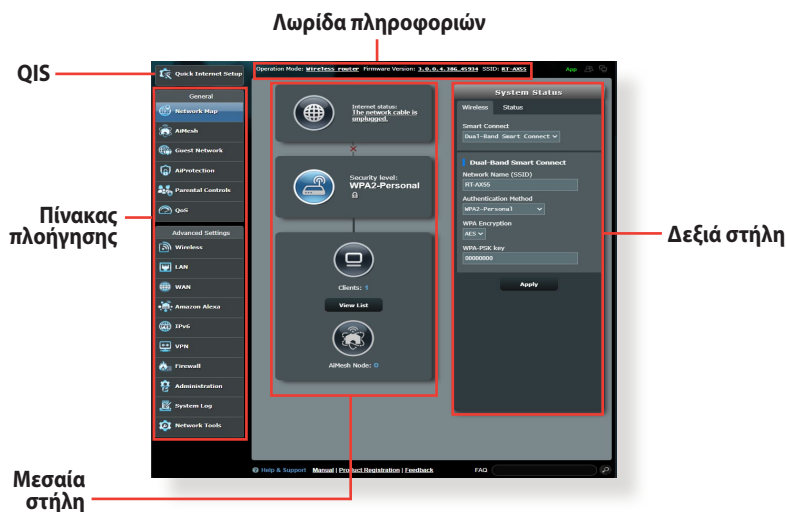 Λωρίδα πληροφοριών
QIS
Quick Internet Setup
Operation Mode: Wireless router Firmware Version: 3.0.0.4.386_45934 SSID: RT-AX55
App
General
Network Map
AiMesh
Guest Network
AiProtection
Parental Controls
QoS
Πίνακας
πλοήγησης
Advanced Settings
Wireless
LAN
WAN
Amazon Alexa
IPv6
VPN
Firewall
Administration
System Log
Network Tools
Internet status:
The network cable is
unplugged.
Security level:
WPA2-Personal
Clients: 1
View List
AiMesh Node: 0
System Status
Wireless Status
Smart Connect
Dual-Band Smart Connect
Dual-Band Smart Connect
Network Name (SSID)
RT-AX55
Authentication Method
WPA2-Personal
WPA Encryption
AES
WPA-PSK key
00000000
Apply
Δεξιά στήλη
Μεσαία
στήλη
Help & Support Manual | Product Registration | Feedback FAQ